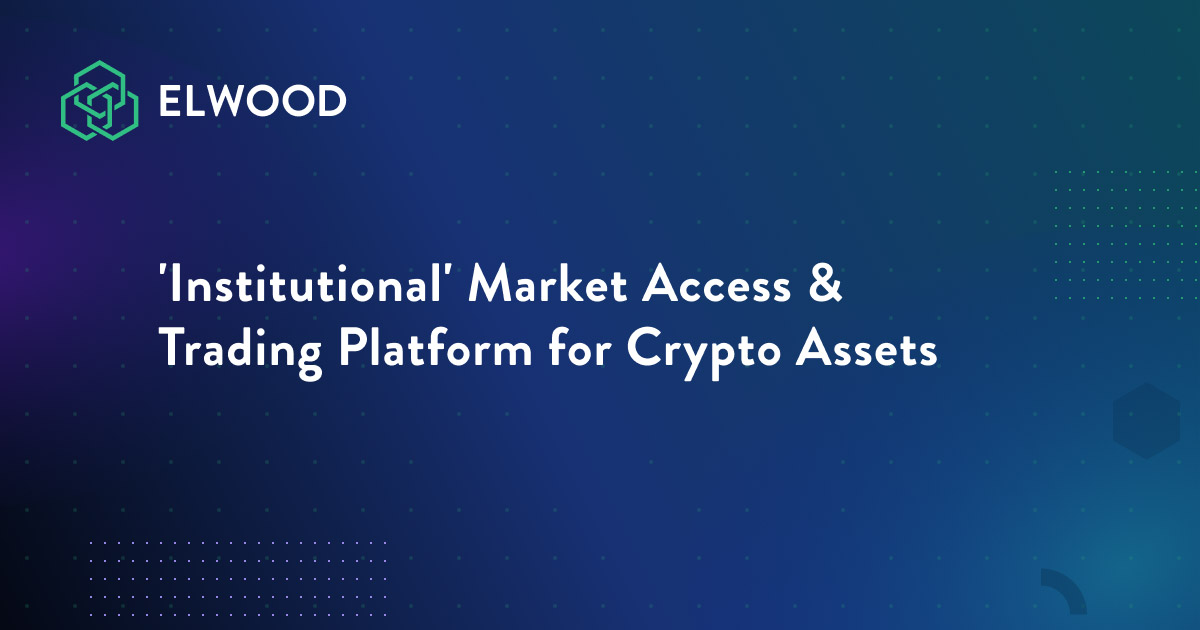 ELWOOD
'Institutional' Market Access &
Trading Platform for Crypto Assets